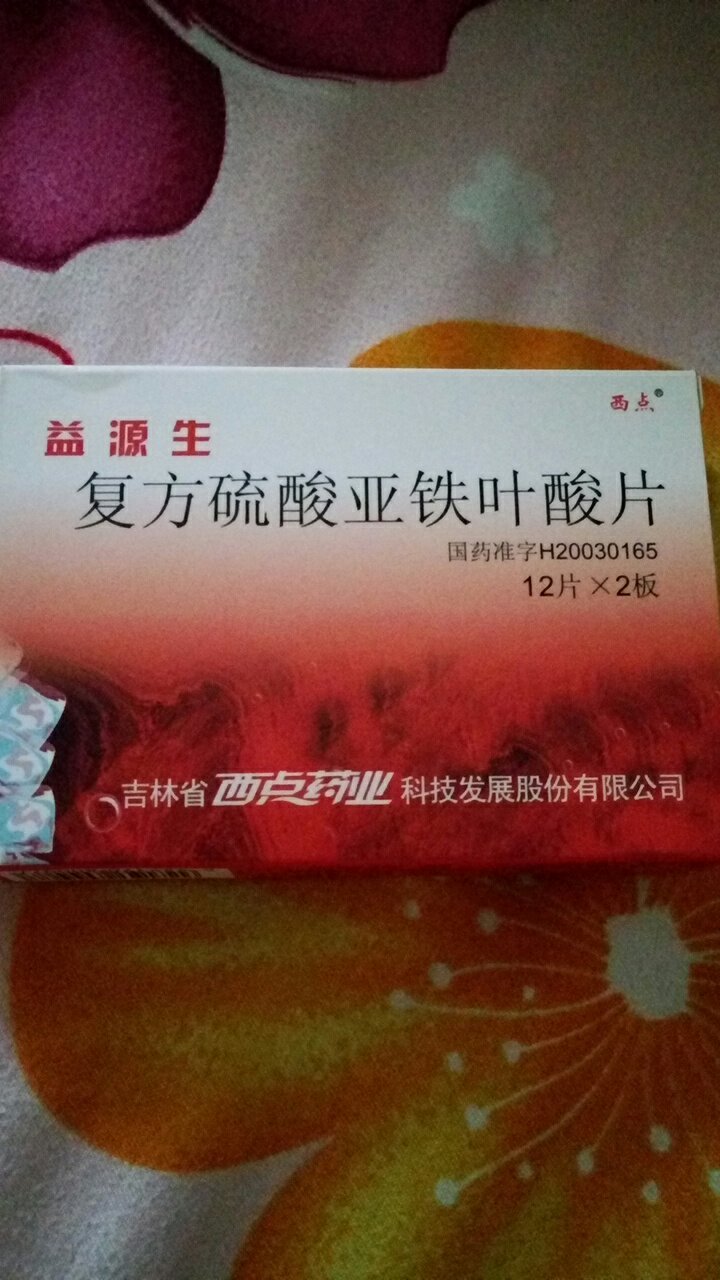 西点®
益源生
复方硫酸亚铁叶酸片
国药准字H20030165
12片×2板
吉林省西点药业科技发展股份有限公司